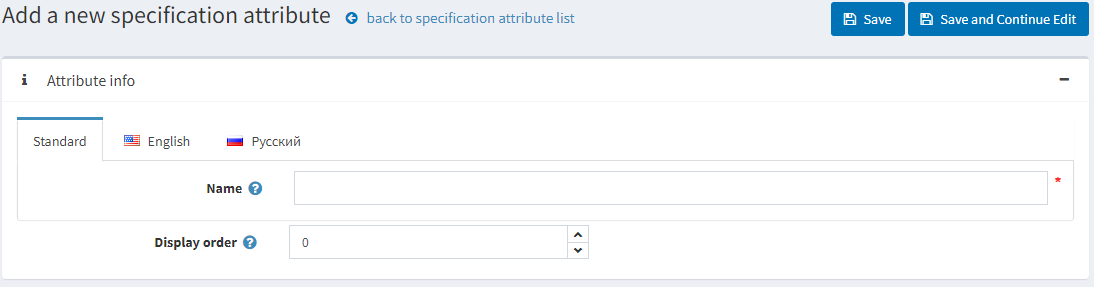 Add a new specification attribute back to specification attribute list Save Save and Continue Edit
Attribute info
Standard English Русский
Name *
Display order 0